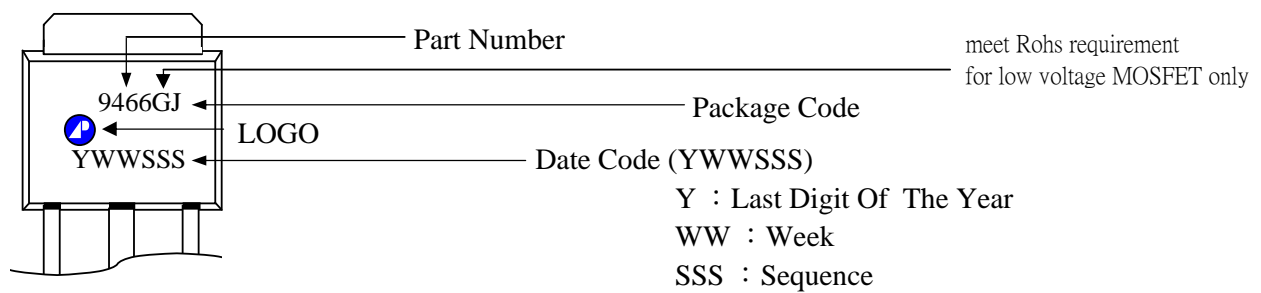 Part Number
meet Rohs requirement
for low voltage MOSFET only
9466GJ
Package Code
LOGO
YWWSSS
Date Code (YWWSSS)
Y：Last Digit Of The Year
WW：Week
SSS：Sequence